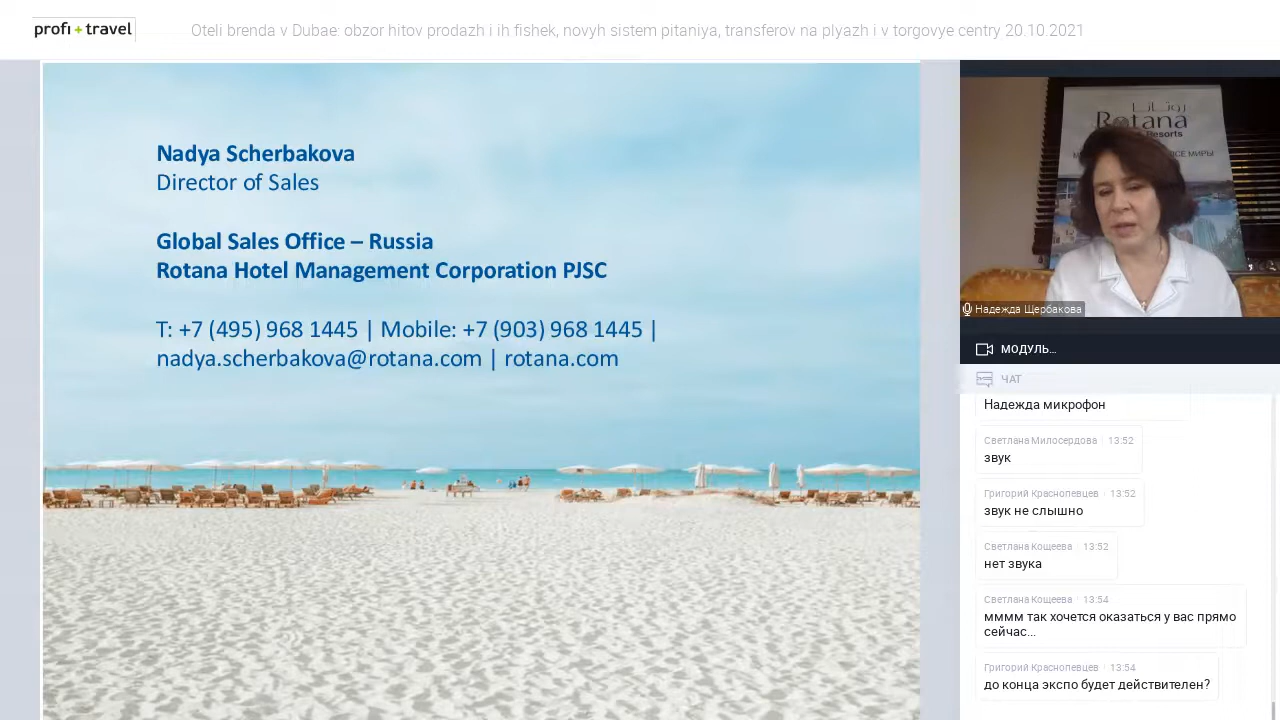 profi + travel
Oteli brenda v Dubae: obzor hitov prodazh i ih fishek, novyh sistem pitaniya, transferov na plyazh i v torgovye centry 20.10.2021
Nadya Scherbakova
Director of Sales
Global Sales Office – Russia
Rotana Hotel Management Corporation PJSC
T: +7 (495) 968 1445 | Mobile: +7 (903) 968 1445 |
nadya.scherbakova@rotana.com | rotana.com
روتانا
Rotana
Resorts
ВСЕ МИРЫ
Надежда Щербакова
МОДУЛЬ...
ЧАТ
Надежда микрофон
Светлана Милосердова 13:52
звук
Григорий Краснопевцев 13:52
звук не слышно
Светлана Кощеева 13:52
нет звука
Светлана Кощеева 13:54
мммм так хочется оказаться у вас прямо
сейчас...
Григорий Краснопевцев 13:54
до конца экспо будет действителен?